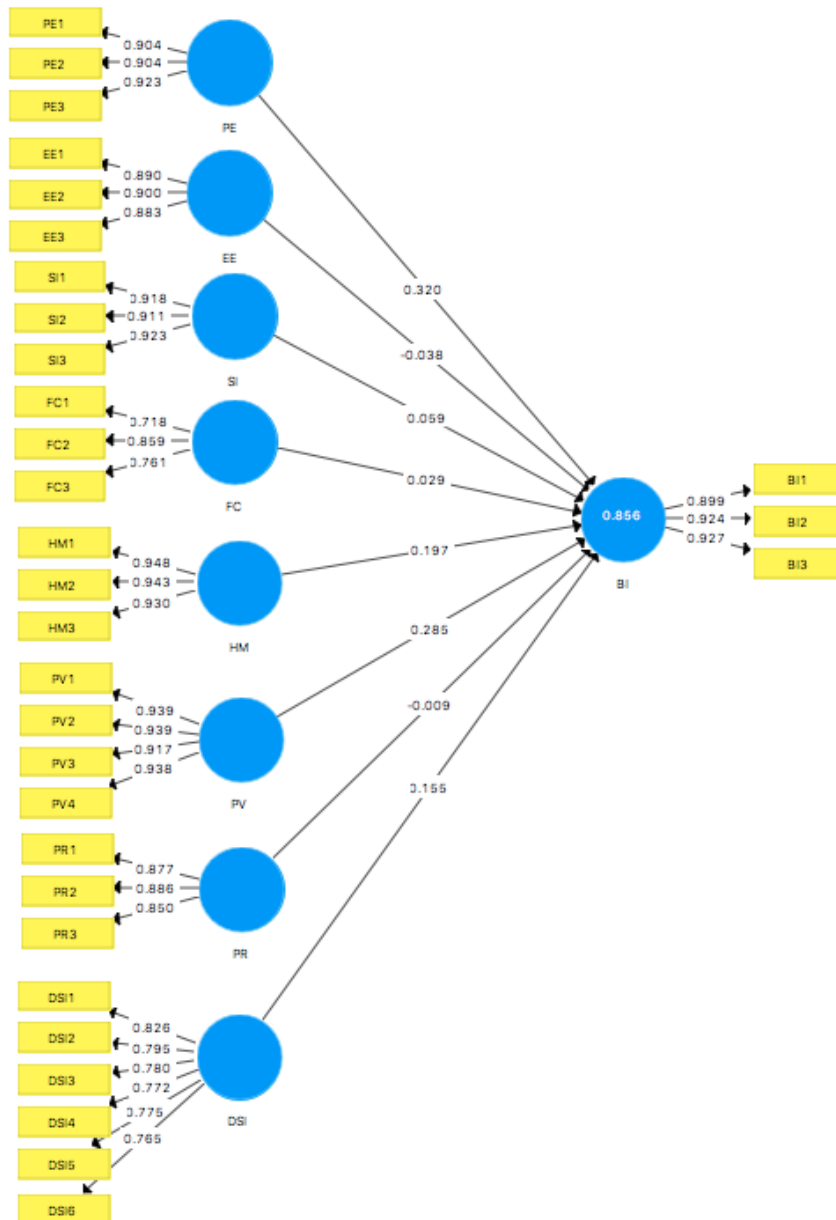 PE1
0.904
PE2
0.904
PE3
0.923
PE
EE1
0.890
EE2
0.900
EE3
0.883
EE
SI1
0.918
SI2
0.911
SI3
0.923
SI
FC1
0.718
FC2
0.859
FC3
0.761
FC
HM1
0.948
HM2
0.943
HM3
0.930
HM
PV1
0.939
PV2
0.939
PV3
0.917
PV4
0.938
PV
PR1
0.877
PR2
0.886
PR3
0.850
PR
DSI1
0.826
DSI2
0.795
DSI3
0.780
DSI4
0.772
DSI5
0.775
DSI6
0.765
DSI
0.320
-0.038
0.059
0.029
0.197
0.285
-0.009
0.155
0.856
BI
0.899
BI1
0.924
BI2
0.927
BI3